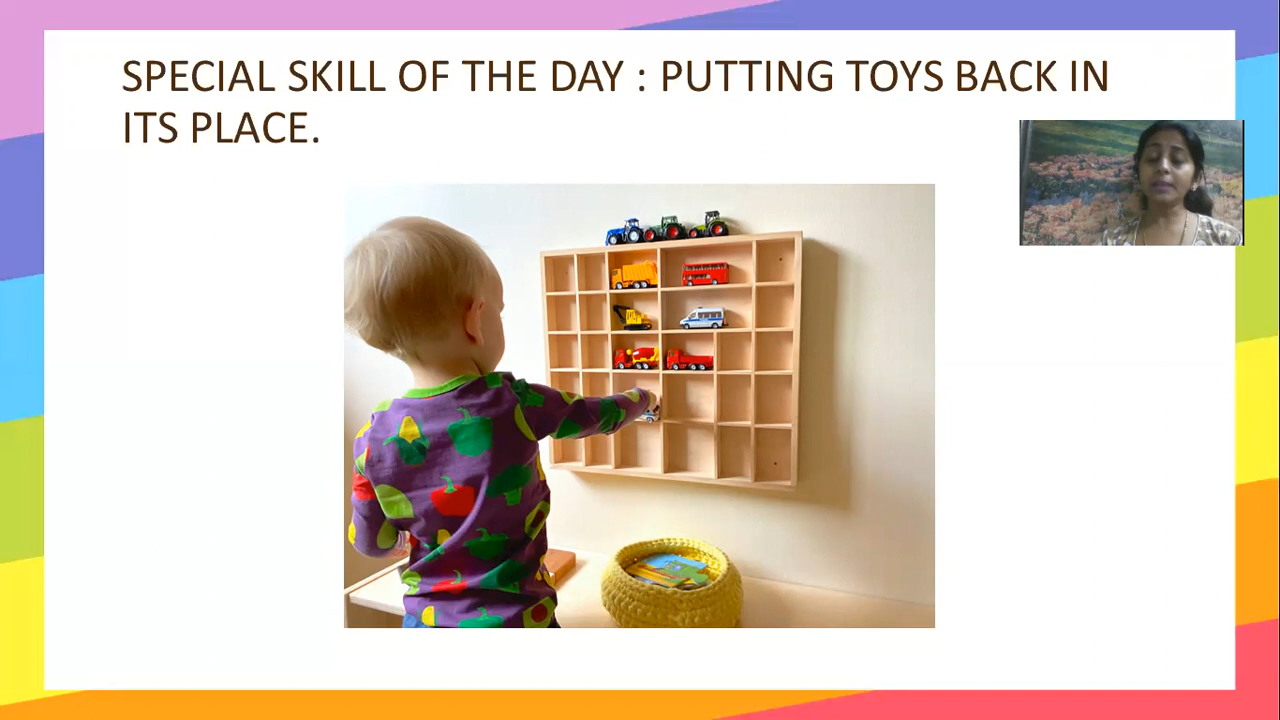 SPECIAL SKILL OF THE DAY : PUTTING TOYS BACK IN
ITS PLACE.